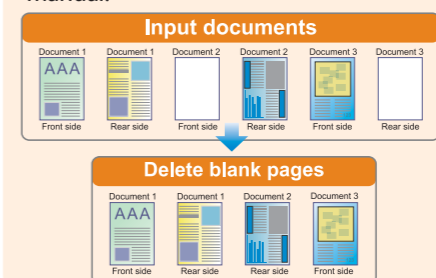 manual.
Input documents
Document 1 Document 1 Document 2 Document 2 Document 3 Document 3
AAA
Front side Rear side Front side Rear side Front side Rear side
Delete blank pages
Document 1 Document 1 Document 2 Document 3
AAA
Front side Rear side Rear side Front side